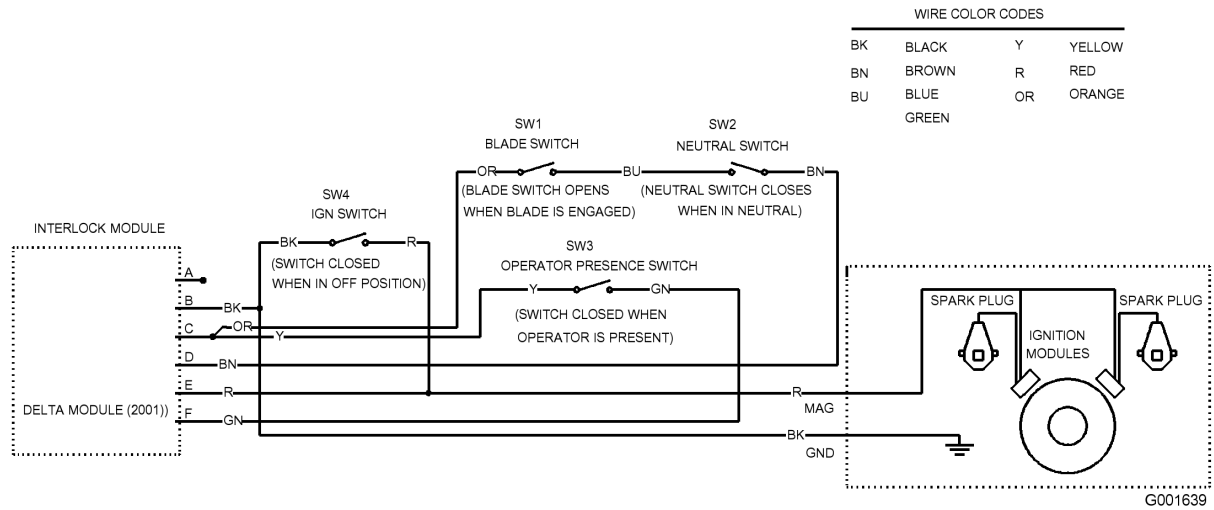 WIRE COLOR CODES
BK BLACK Y YELLOW
BN BROWN R RED
BU BLUE OR ORANGE
GREEN
SW1
BLADE SWITCH
SW2
NEUTRAL SWITCH
OR BU BN
(BLADE SWITCH OPENS
WHEN BLADE IS ENGAGED)
(NEUTRAL SWITCH CLOSES
WHEN IN NEUTRAL)
SW4
IGN SWITCH
BK R
(SWITCH CLOSED
WHEN IN OFF POSITION)
SW3
OPERATOR PRESENCE SWITCH
Y GN
(SWITCH CLOSED WHEN
OPERATOR IS PRESENT)
INTERLOCK MODULE
A
B BK
C OR Y
D BN
E R
F GN
DELTA MODULE (2001))
R
MAG
BK
GND
SPARK PLUG
SPARK PLUG
IGNITION
MODULES
G001639